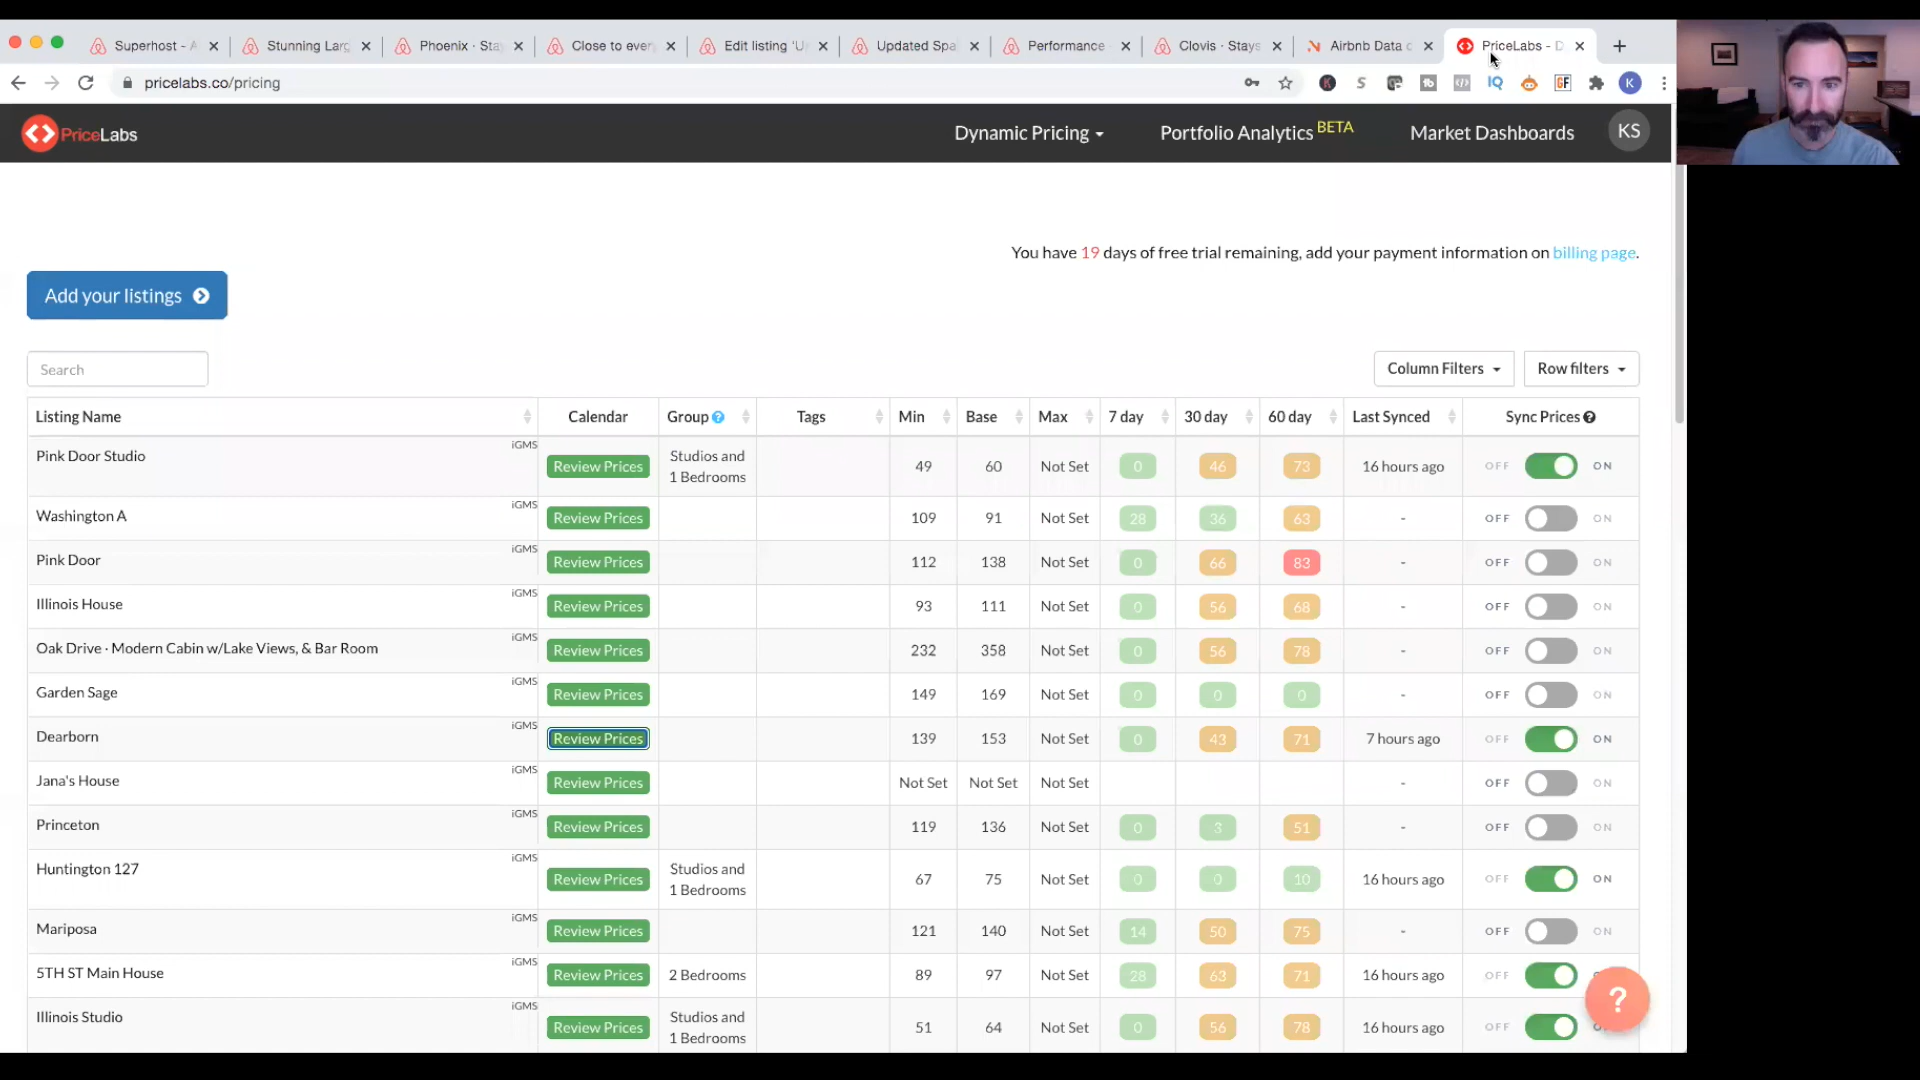 Superhost - A
Stunning Larg
Phoenix · Sta
Close to ever
Edit listing 'U
Updated Spa
Performance
Clovis · Stays
Airbnb Data o
PriceLabs - D
pricelabs.co/pricing
PriceLabs
Dynamic Pricing
Portfolio Analytics BETA
Market Dashboards
KS
You have 19 days of free trial remaining, add your payment information on billing page.
Add your listings
Search
Column Filters
Row filters
Listing Name Calendar Group Tags Min Base Max 7 day 30 day 60 day Last Synced Sync Prices
Pink Door Studio iGMS Review Prices Studios and 1 Bedrooms 49 60 Not Set 0 46 73 16 hours ago OFF ON
Washington A iGMS Review Prices 109 91 Not Set 28 36 63 - OFF ON
Pink Door iGMS Review Prices 112 138 Not Set 0 66 83 - OFF ON
Illinois House iGMS Review Prices 93 111 Not Set 0 56 68 - OFF ON
Oak Drive · Modern Cabin w/Lake Views, & Bar Room iGMS Review Prices 232 358 Not Set 0 56 78 - OFF ON
Garden Sage iGMS Review Prices 149 169 Not Set 0 0 0 - OFF ON
Dearborn iGMS Review Prices 139 153 Not Set 0 43 71 7 hours ago OFF ON
Jana's House iGMS Review Prices Not Set Not Set Not Set - OFF ON
Princeton iGMS Review Prices 119 136 Not Set 0 3 51 - OFF ON
Huntington 127 iGMS Review Prices Studios and 1 Bedrooms 67 75 Not Set 0 0 10 16 hours ago OFF ON
Mariposa iGMS Review Prices 121 140 Not Set 14 50 75 - OFF ON
5TH ST Main House iGMS Review Prices 2 Bedrooms 89 97 Not Set 28 63 71 16 hours ago OFF
Illinois Studio iGMS Review Prices Studios and 1 Bedrooms 51 64 Not Set 0 56 78 16 hours ago OFF
?